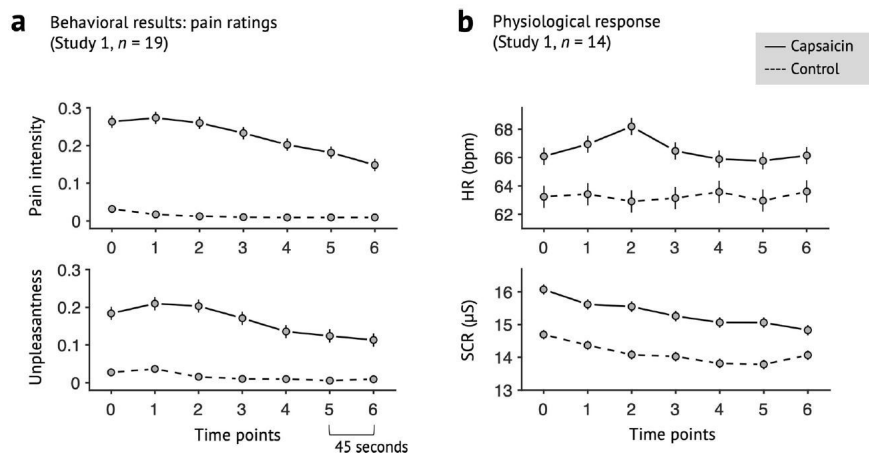 a
Behavioral results: pain ratings
(Study 1, n = 19)
0.3
0.2
0.1
0
Pain intensity
0 1 2 3 4 5 6
0.3
0.2
0.1
0
Unpleasantness
0 1 2 3 4 5 6
Time points
45 seconds
b
Physiological response
(Study 1, n = 14)
Capsaicin
Control
68
66
64
62
HR (bpm)
0 1 2 3 4 5 6
16
15
14
13
SCR (µS)
0 1 2 3 4 5 6
Time points